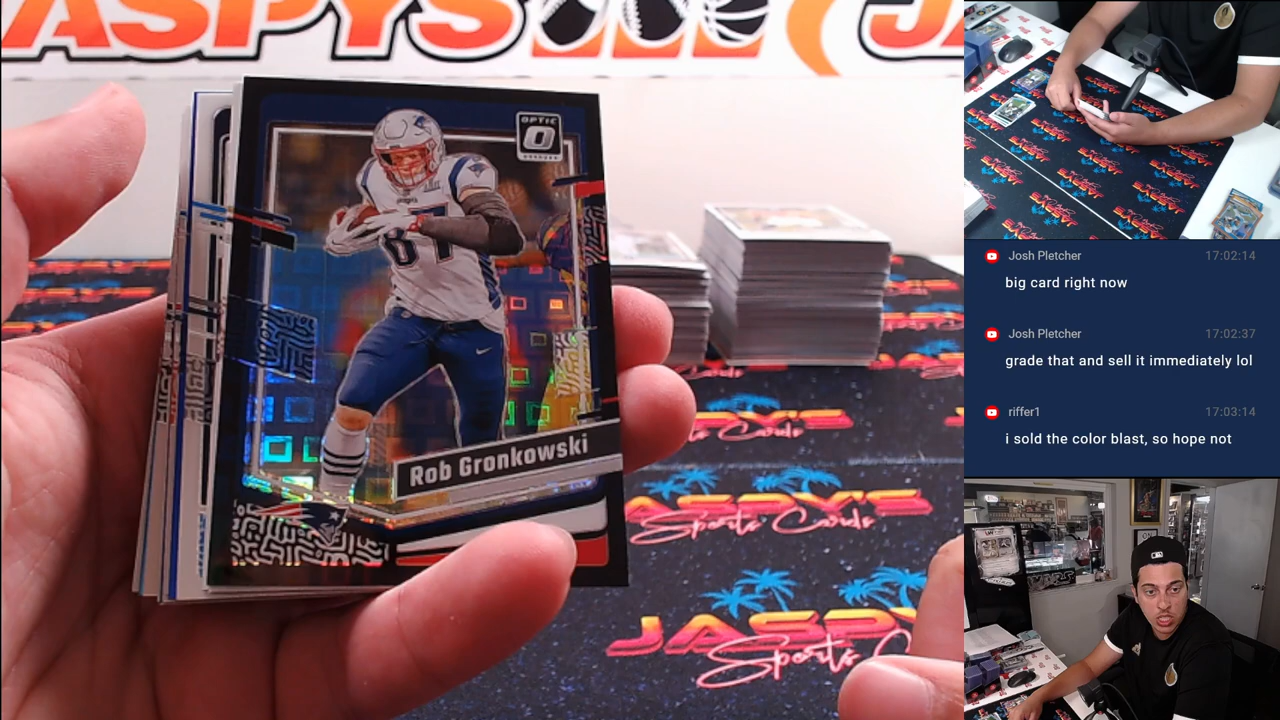 JASPYS
OPTIC
87
Rob Gronkowski
JASPY'S
Sports Cards
Josh Pletcher 17:02:14
big card right now
Josh Pletcher 17:02:37
grade that and sell it immediately lol
riffer1 17:03:14
i sold the color blast, so hope not